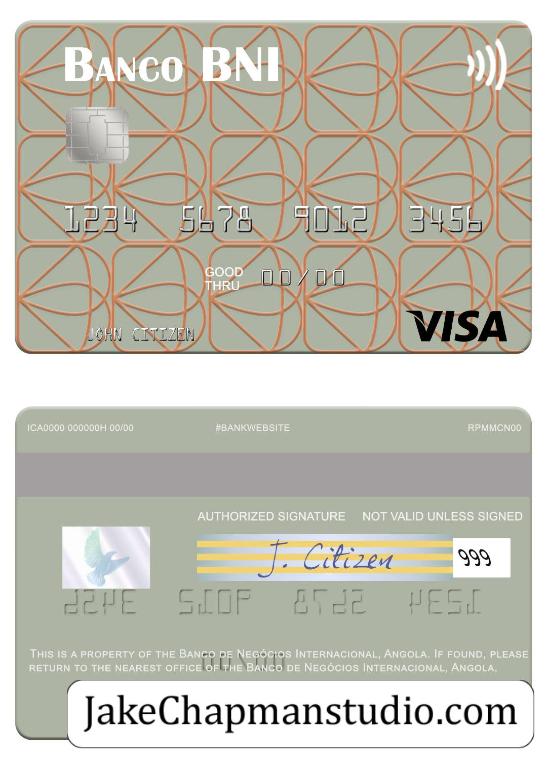 BANCO BNI
1234 5678 9012 3456
GOOD
THRU 00/00
JOHN CITIZEN
VISA
ICA0000 000000H 00/00 #BANKWEBSITE RPMMCN00
AUTHORIZED SIGNATURE NOT VALID UNLESS SIGNED
J. Citizen 999
THIS IS A PROPERTY OF THE BANCO DE NEGÓCIOS INTERNACIONAL, ANGOLA. IF FOUND, PLEASE
RETURN TO THE NEAREST OFFICE OF THE BANCO DE NEGÓCIOS INTERNACIONAL, ANGOLA.
JakeChapmanstudio.com